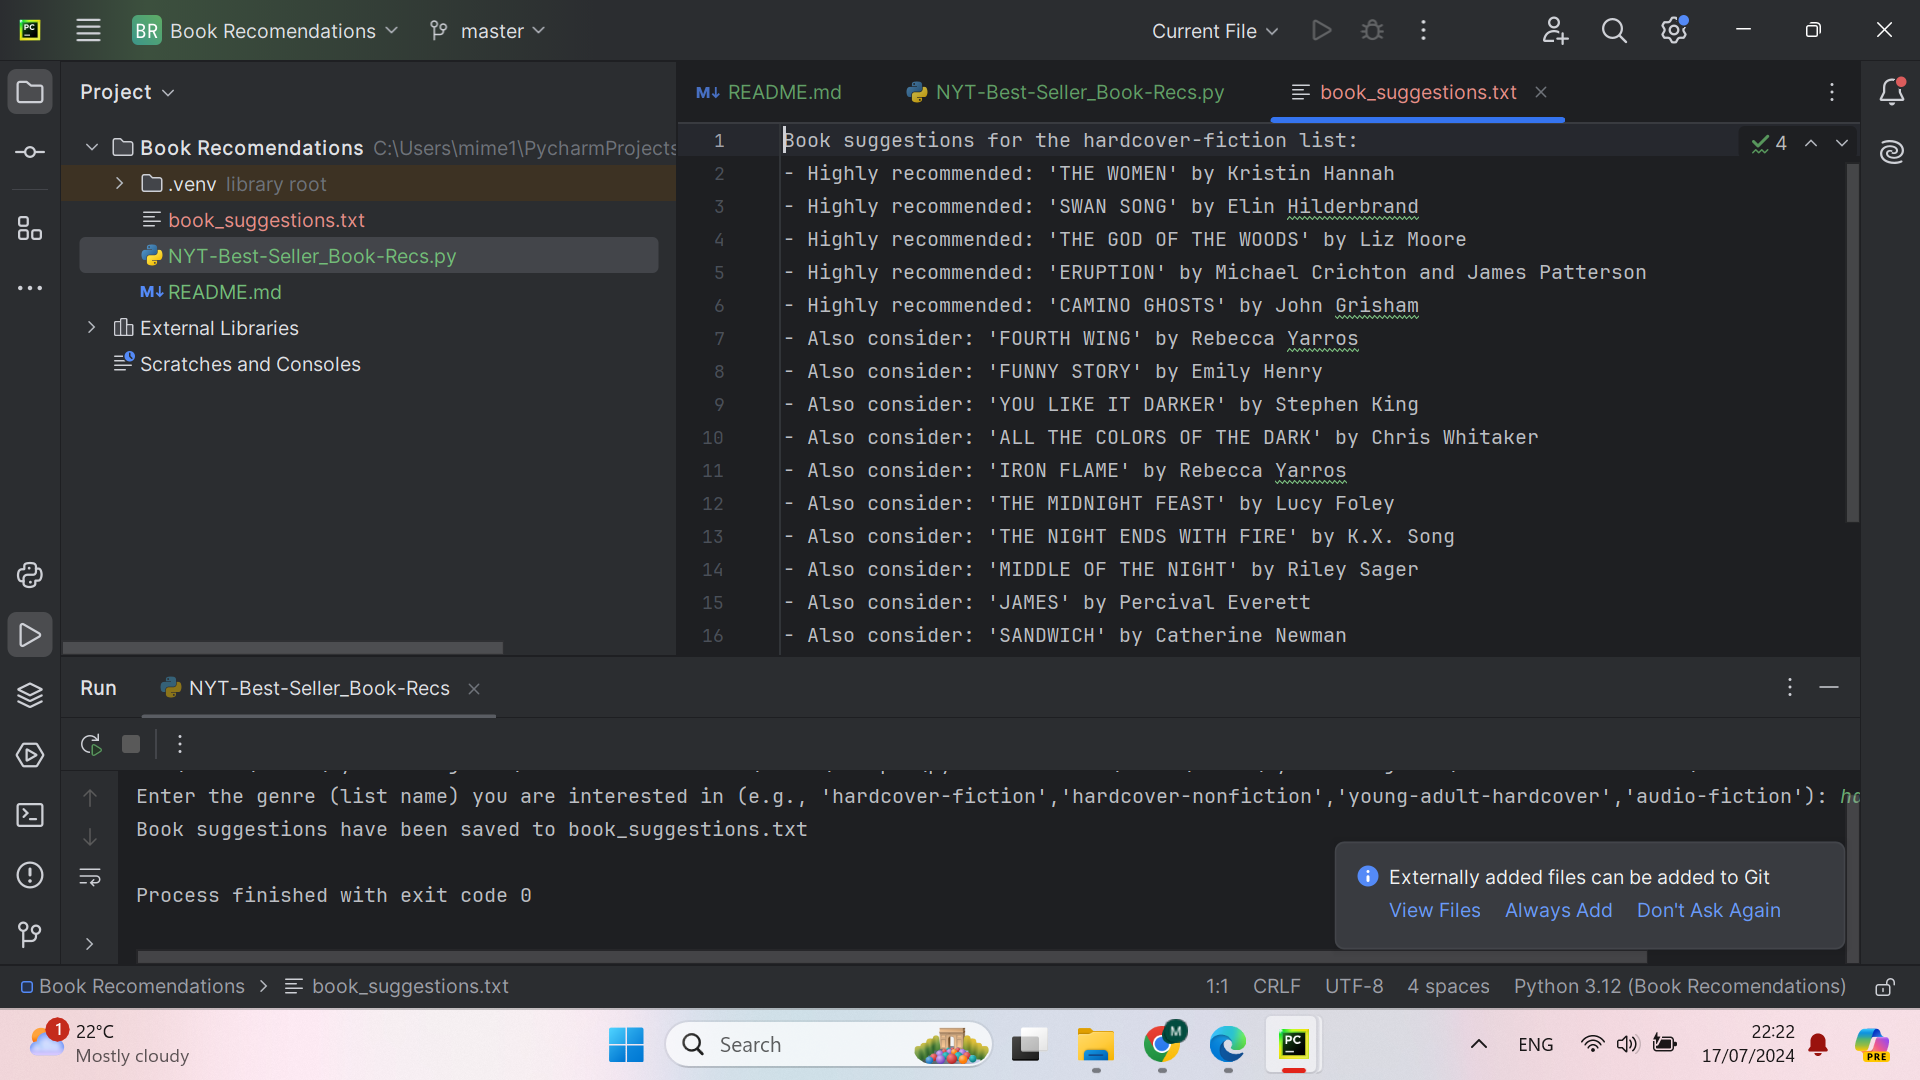 PC
BR Book Recomendations
master
Current File
Project
README.md
NYT-Best-Seller_Book-Recs.py
book_suggestions.txt
Book Recomendations C:\Users\mime1\PycharmProjects
.venv library root
book_suggestions.txt
NYT-Best-Seller_Book-Recs.py
README.md
External Libraries
Scratches and Consoles
4
1 Book suggestions for the hardcover-fiction list:
2 - Highly recommended: 'THE WOMEN' by Kristin Hannah
3 - Highly recommended: 'SWAN SONG' by Elin Hilderbrand
4 - Highly recommended: 'THE GOD OF THE WOODS' by Liz Moore
5 - Highly recommended: 'ERUPTION' by Michael Crichton and James Patterson
6 - Highly recommended: 'CAMINO GHOSTS' by John Grisham
7 - Also consider: 'FOURTH WING' by Rebecca Yarros
8 - Also consider: 'FUNNY STORY' by Emily Henry
9 - Also consider: 'YOU LIKE IT DARKER' by Stephen King
10 - Also consider: 'ALL THE COLORS OF THE DARK' by Chris Whitaker
11 - Also consider: 'IRON FLAME' by Rebecca Yarros
12 - Also consider: 'THE MIDNIGHT FEAST' by Lucy Foley
13 - Also consider: 'THE NIGHT ENDS WITH FIRE' by K.X. Song
14 - Also consider: 'MIDDLE OF THE NIGHT' by Riley Sager
15 - Also consider: 'JAMES' by Percival Everett
16 - Also consider: 'SANDWICH' by Catherine Newman
Run
NYT-Best-Seller_Book-Recs
Enter the genre (list name) you are interested in (e.g., 'hardcover-fiction','hardcover-nonfiction','young-adult-hardcover','audio-fiction'):
Book suggestions have been saved to book_suggestions.txt
Process finished with exit code 0
Externally added files can be added to Git
View Files Always Add Don't Ask Again
Book Recomendations > book_suggestions.txt
1:1 CRLF UTF-8 4 spaces Python 3.12 (Book Recomendations)
1
22°C
Mostly cloudy
Search
M
PC
ENG
22:22
17/07/2024
PRE